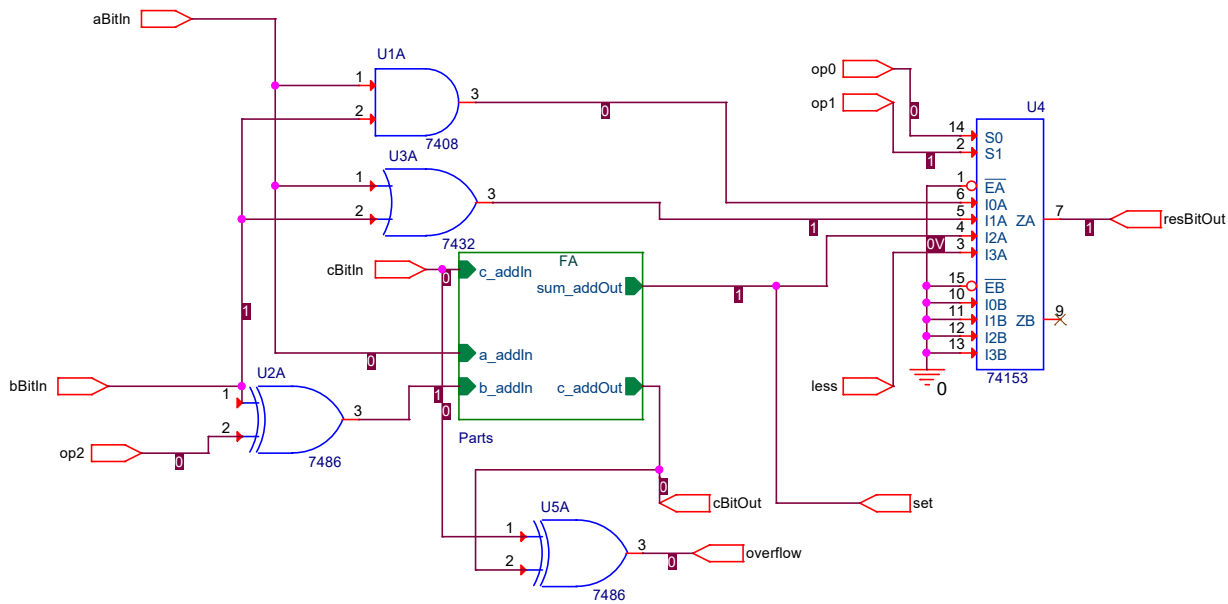 aBitIn
U1A
1
2
3
7408
0
op0
op1
0
1
U4
14
2
S0
S1
1
6
5
4
3
EA
I0A
I1A
I2A
I3A
ZA
7
1
resBitOut
15
10
11
12
13
EB
I0B
I1B
I2B
I3B
ZB
9
74153
0V
0
U3A
1
2
3
7432
1
cBitIn
0
FA
c_addIn
sum_addOut
a_addIn
b_addIn
c_addOut
Parts
1
0
1
0
1
bBitIn
U2A
1
2
3
7486
op2
0
less
0
cBitOut
set
U5A
1
2
3
7486
0
overflow